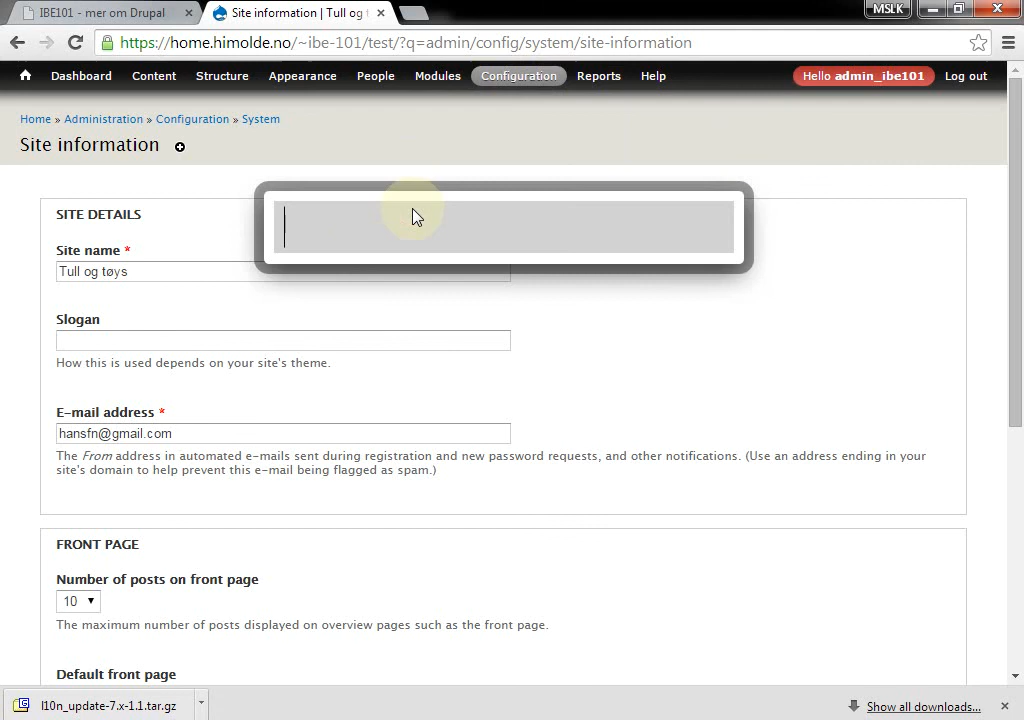 IBE101 - mer om Drupal
Site information | Tull og t
MSLK
https://home.himolde.no/~ibe-101/test/?q=admin/config/system/site-information
Dashboard Content Structure Appearance People Modules Configuration Reports Help Hello admin_ibe101 Log out
Home » Administration » Configuration » System
Site information
SITE DETAILS
Site name *
Tull og tøys
Slogan
How this is used depends on your site's theme.
E-mail address *
hansfn@gmail.com
The From address in automated e-mails sent during registration and new password requests, and other notifications. (Use an address ending in your
site's domain to help prevent this e-mail being flagged as spam.)
FRONT PAGE
Number of posts on front page
10
The maximum number of posts displayed on overview pages such as the front page.
Default front page
l10n_update-7.x-1.1.tar.gz
Show all downloads...